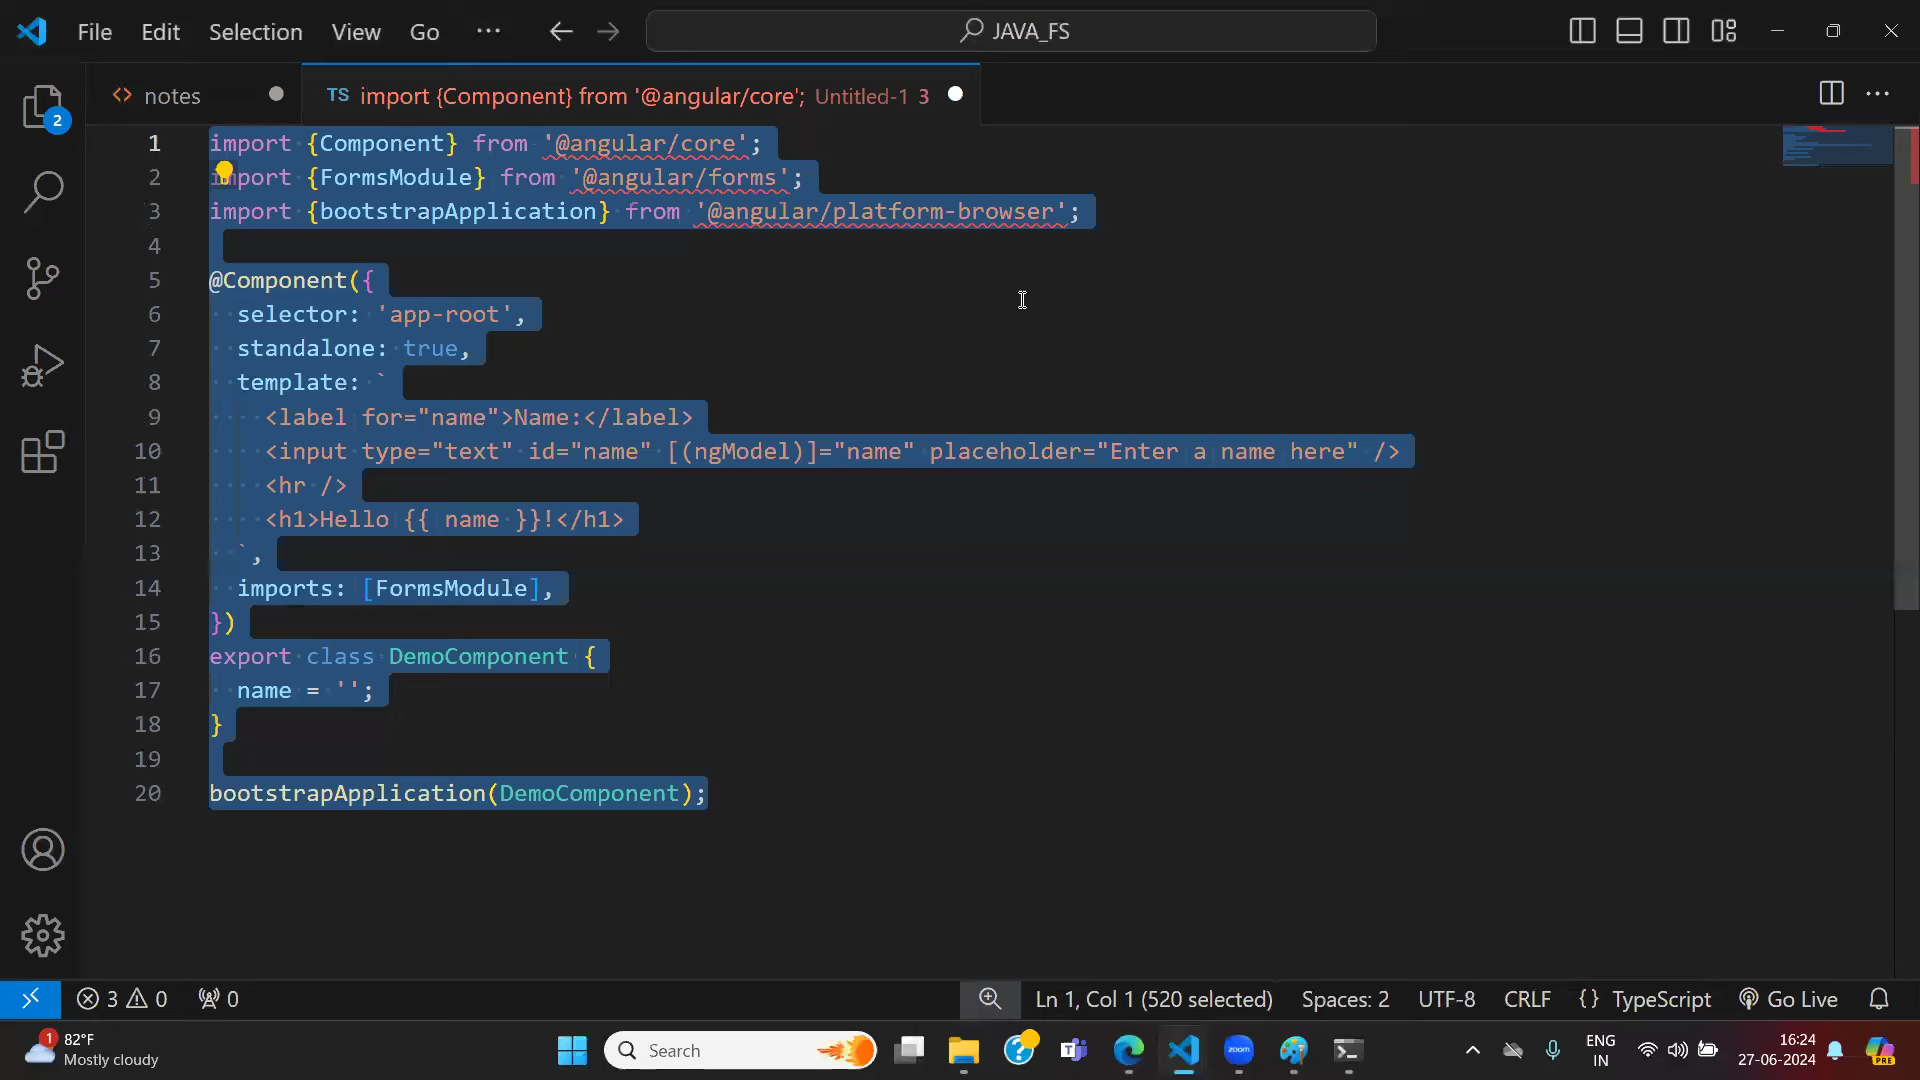 File Edit Selection View Go ··· JAVA_FS
2 notes TS import {Component} from '@angular/core'; Untitled-1 3
1 import {Component} from '@angular/core';
2 import {FormsModule} from '@angular/forms';
3 import {bootstrapApplication} from '@angular/platform-browser';
4
5 @Component({
6 selector: 'app-root',
7 standalone: true,
8 template: `
9 <label for="name">Name:</label>
10 <input type="text" id="name" [(ngModel)]="name" placeholder="Enter a name here" />
11 <hr />
12 <h1>Hello {{ name }}!</h1>
13 `,
14 imports: [FormsModule],
15 })
16 export class DemoComponent {
17 name = '';
18 }
19
20 bootstrapApplication(DemoComponent);
3 0 0 Ln 1, Col 1 (520 selected) Spaces: 2 UTF-8 CRLF {} TypeScript Go Live
1 82°F Search zoom ENG 16:24 PRE
Mostly cloudy IN 27-06-2024